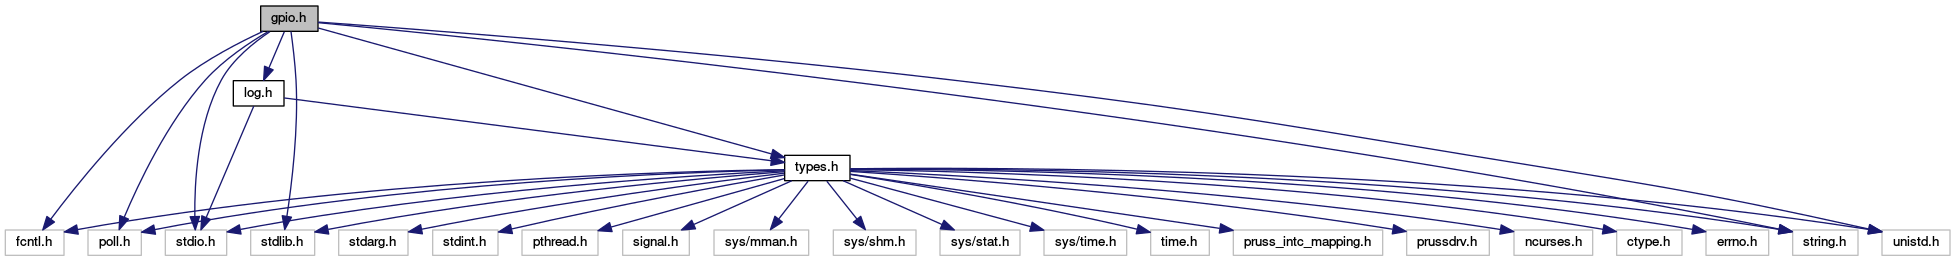 gpio.h
log.h
types.h
fcntl.h
poll.h
stdio.h
stdlib.h
stdarg.h
stdint.h
pthread.h
signal.h
sys/mman.h
sys/shm.h
sys/stat.h
sys/time.h
time.h
pruss_intc_mapping.h
prussdrv.h
ncurses.h
ctype.h
errno.h
string.h
unistd.h